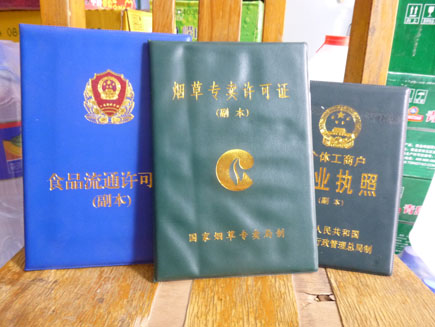 食品流通许可
(副本)
烟草专卖许可证
(副本)
国家烟草专卖局制
个体工商户
业执照
(副本)
人民共和国
行政管理总局制